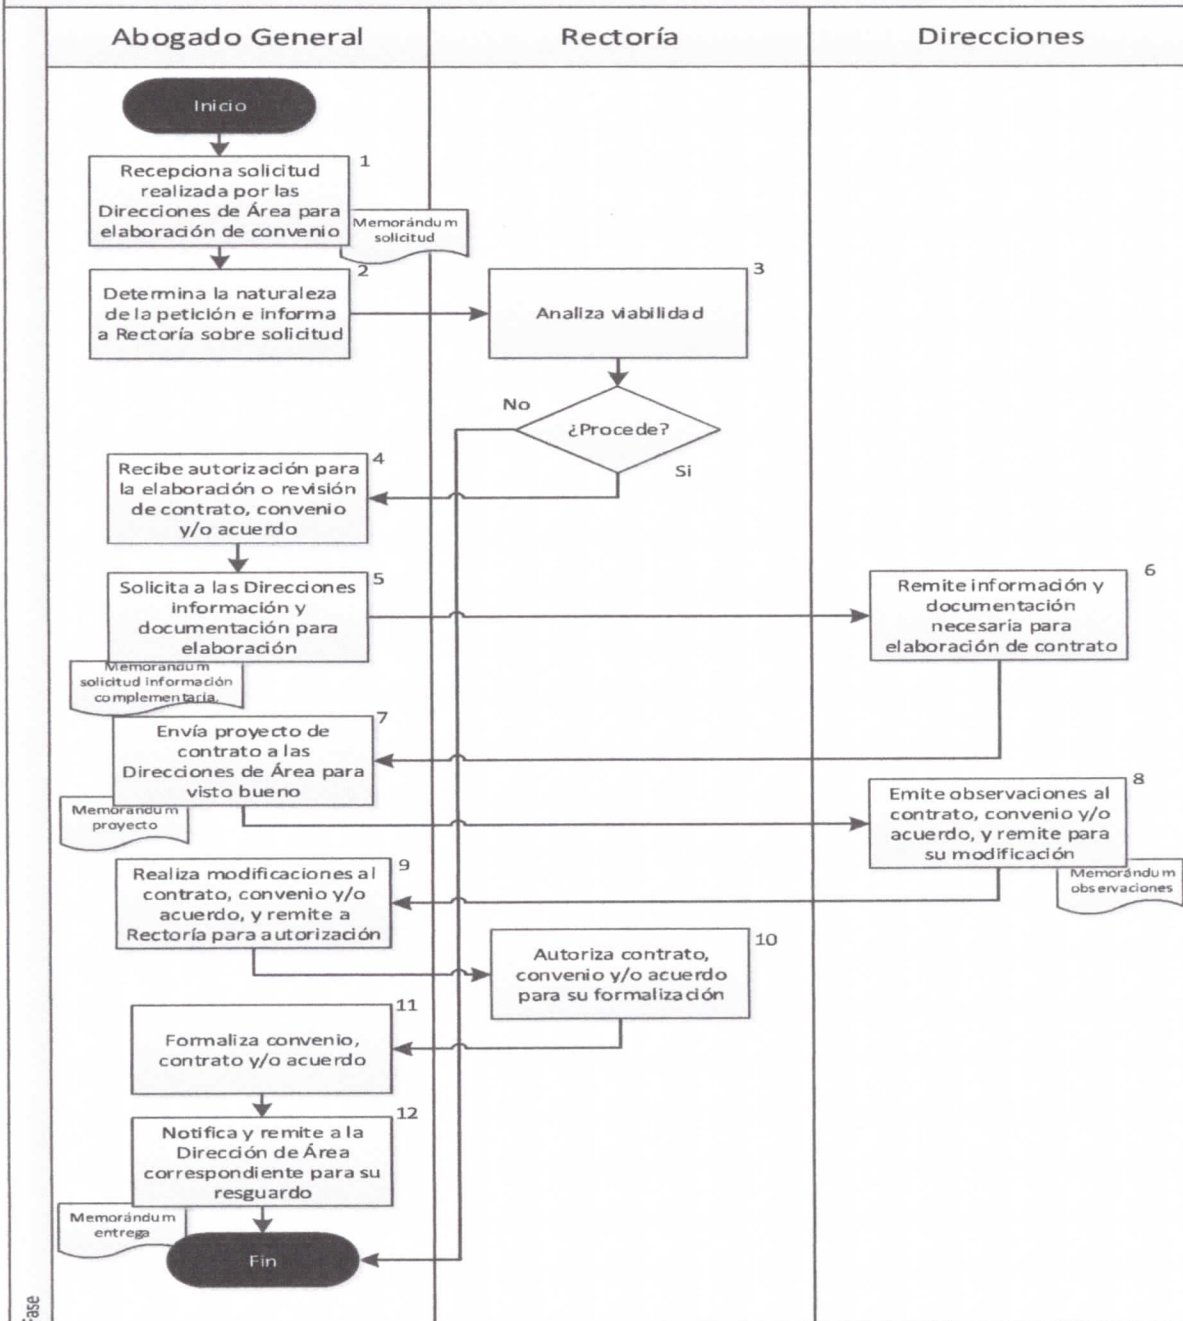 Abogado General
Rectoría
Direcciones
Inicio
1
Recepciona solicitud
realizada por las
Direcciones de Área para
elaboración de convenio
Memorándum
solicitud
2
Determina la naturaleza
de la petición e informa
a Rectoría sobre solicitud
3
Analiza viabilidad
No
¿Procede?
Si
4
Recibe autorización para
la elaboración o revisión
de contrato, convenio
y/o acuerdo
5
Solicita a las Direcciones
información y
documentación para
elaboración
Memorándum
solicitud información
complementaria.
6
Remite información y
documentación
necesaria para
elaboración de contrato
7
Envía proyecto de
contrato a las
Direcciones de Área para
visto bueno
Memorándum
proyecto
8
Emite observaciones al
contrato, convenio y/o
acuerdo, y remite para
su modificación
Memorándum
observaciones
9
Realiza modificaciones al
contrato, convenio y/o
acuerdo, y remite a
Rectoría para autorización
10
Autoriza contrato,
convenio y/o acuerdo
para su formalización
11
Formaliza convenio,
contrato y/o acuerdo
12
Notifica y remite a la
Dirección de Área
correspondiente para su
resguardo
Memorándum
entrega
Fin
Fase